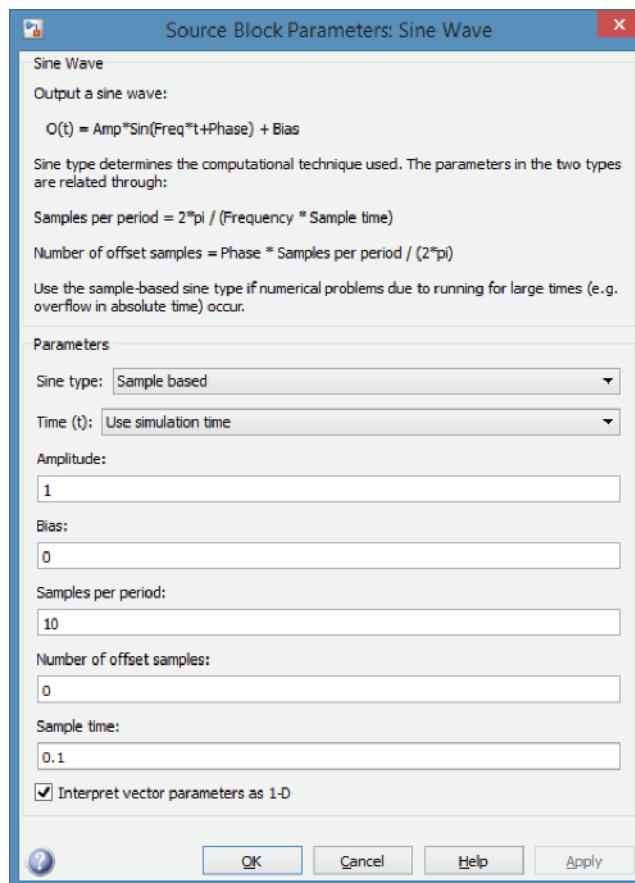 Source Block Parameters: Sine Wave
x
Sine Wave
Output a sine wave:
O(t) = Amp*Sin(Freq*t+Phase) + Bias
Sine type determines the computational technique used. The parameters in the two types
are related through:
Samples per period = 2*pi / (Frequency * Sample time)
Number of offset samples = Phase * Samples per period / (2*pi)
Use the sample-based sine type if numerical problems due to running for large times (e.g.
overflow in absolute time) occur.
Parameters
Sine type: Sample based
Time (t): Use simulation time
Amplitude:
1
Bias:
0
Samples per period:
10
Number of offset samples:
0
Sample time:
0.1
Interpret vector parameters as 1-D
? OK Cancel Help Apply